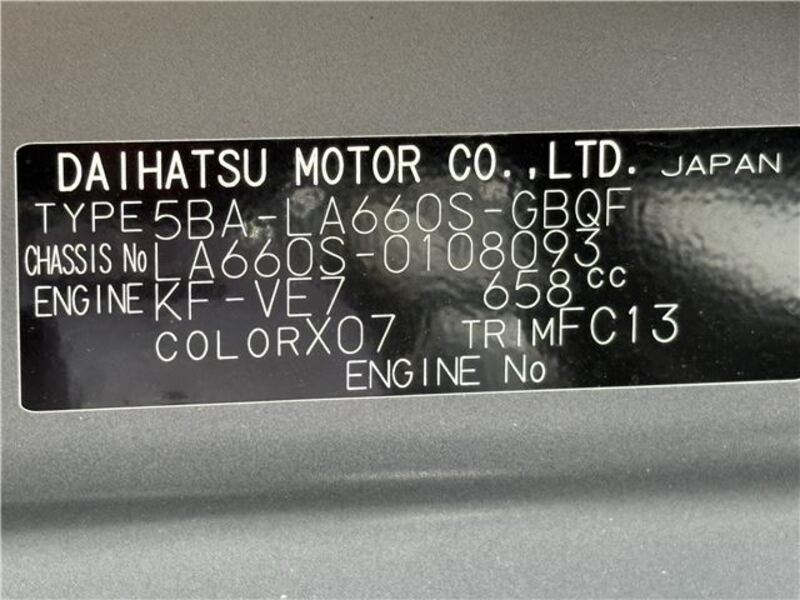 DAIHATSU MOTOR CO.,LTD. JAPAN
TYPE 5BA-LA660S-GBQF
CHASSIS No LA660S-0108093
ENGINE KF-VE7 658cc
COLOR X07 TRIM FC13
ENGINE No